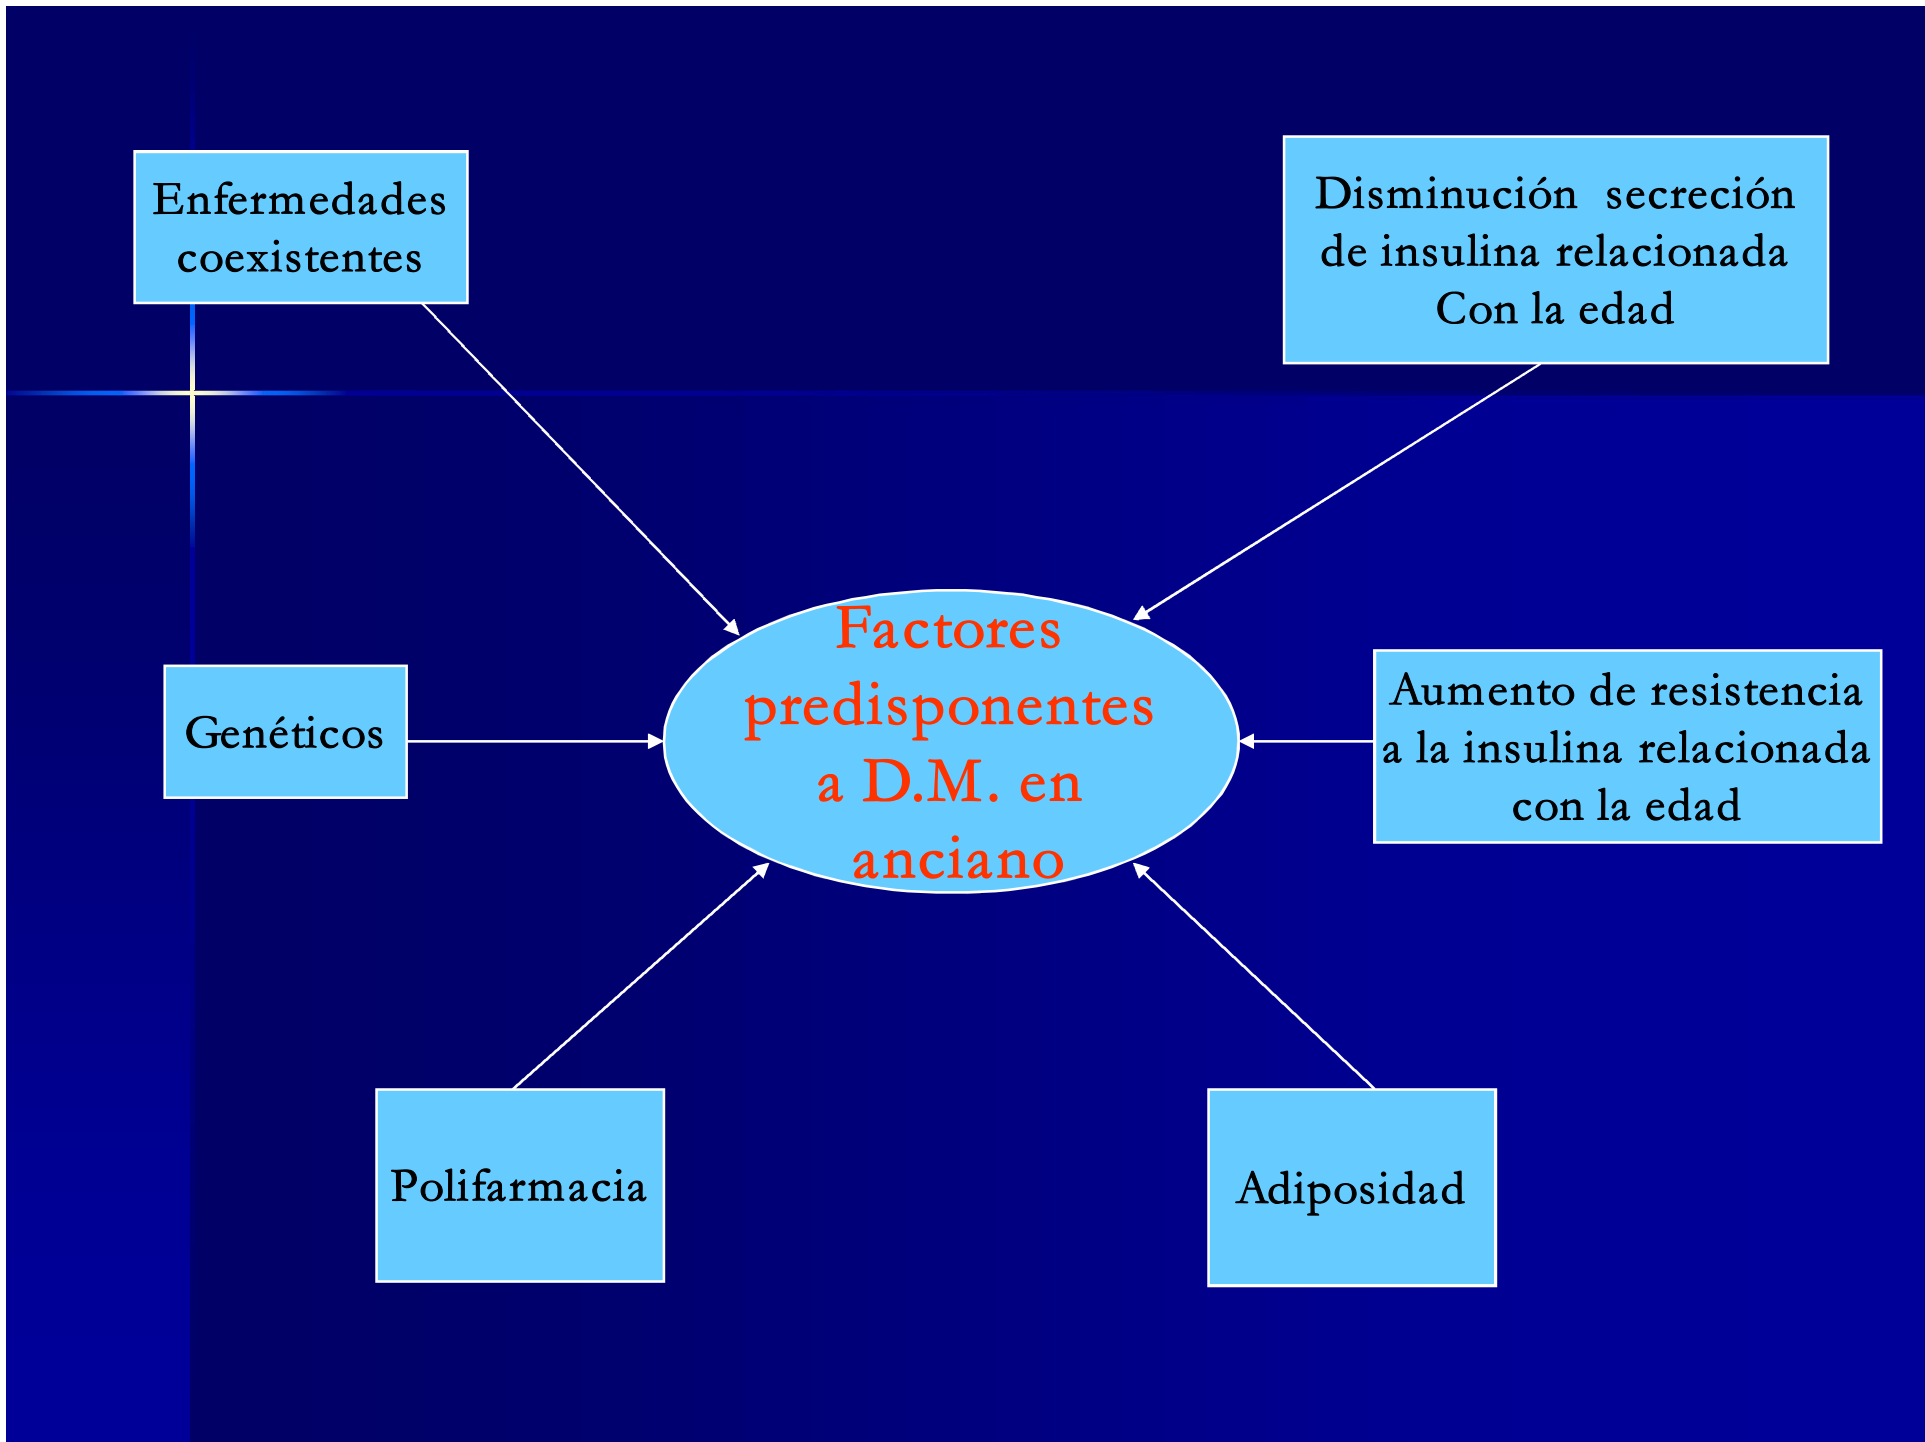 Enfermedades
coexistentes
Disminución secreción
de insulina relacionada
Con la edad
Genéticos
Factores
predisponentes
a D.M. en
anciano
Aumento de resistencia
a la insulina relacionada
con la edad
Polifarmacia
Adiposidad